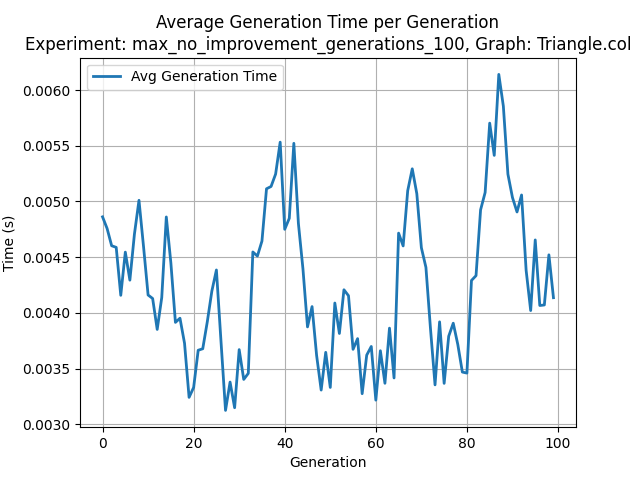 Average Generation Time per Generation
Experiment: max_no_improvement_generations_100, Graph: Triangle.col
Avg Generation Time
0.0060
0.0055
0.0050
0.0045
0.0040
0.0035
0.0030
Time (s)
0 20 40 60 80 100
Generation